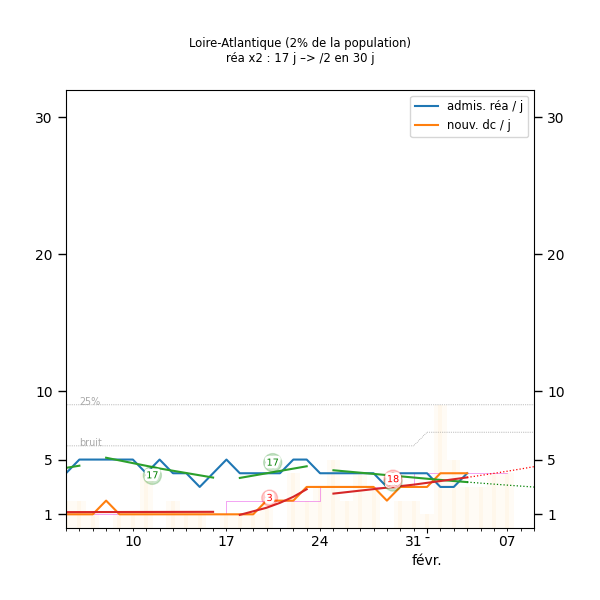 Loire-Atlantique (2% de la population)
réa x2 : 17 j –> /2 en 30 j
admis. réa / j
nouv. dc / j
30 30
20 20
10 10
25%
5 5
17 17 18
3
1 1
10 17 24 31 - 07
févr.